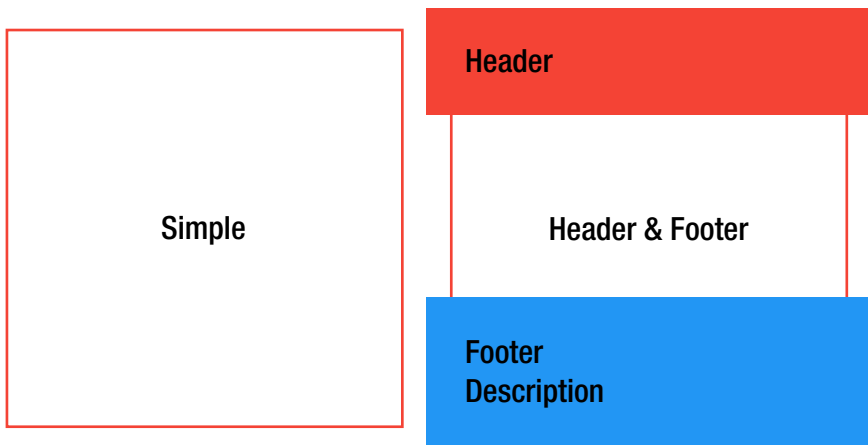 Simple
Header
Header & Footer
Footer
Description